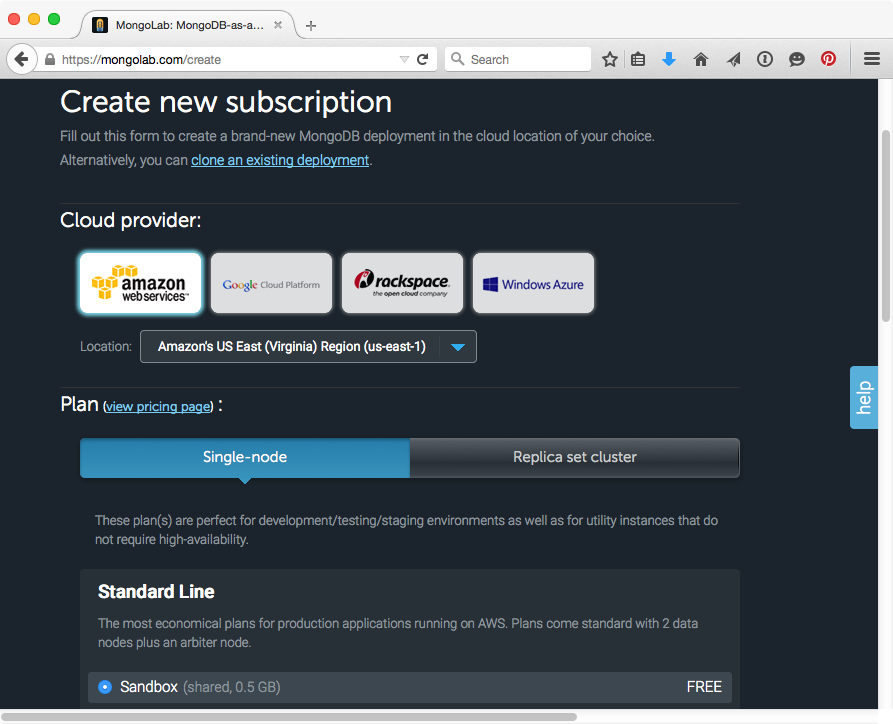 MongoLab: MongoDB-as-a...
https://mongolab.com/create
Search
Create new subscription
Fill out this form to create a brand-new MongoDB deployment in the cloud location of your choice.
Alternatively, you can clone an existing deployment.
Cloud provider:
amazon
webservices™
Google Cloud Platform
rackspace.
the open cloud company
Windows Azure
Location: Amazon's US East (Virginia) Region (us-east-1)
help
Plan (view pricing page) :
Single-node Replica set cluster
These plan(s) are perfect for development/testing/staging environments as well as for utility instances that do
not require high-availability.
Standard Line
The most economical plans for production applications running on AWS. Plans come standard with 2 data
nodes plus an arbiter node.
Sandbox (shared, 0.5 GB) FREE